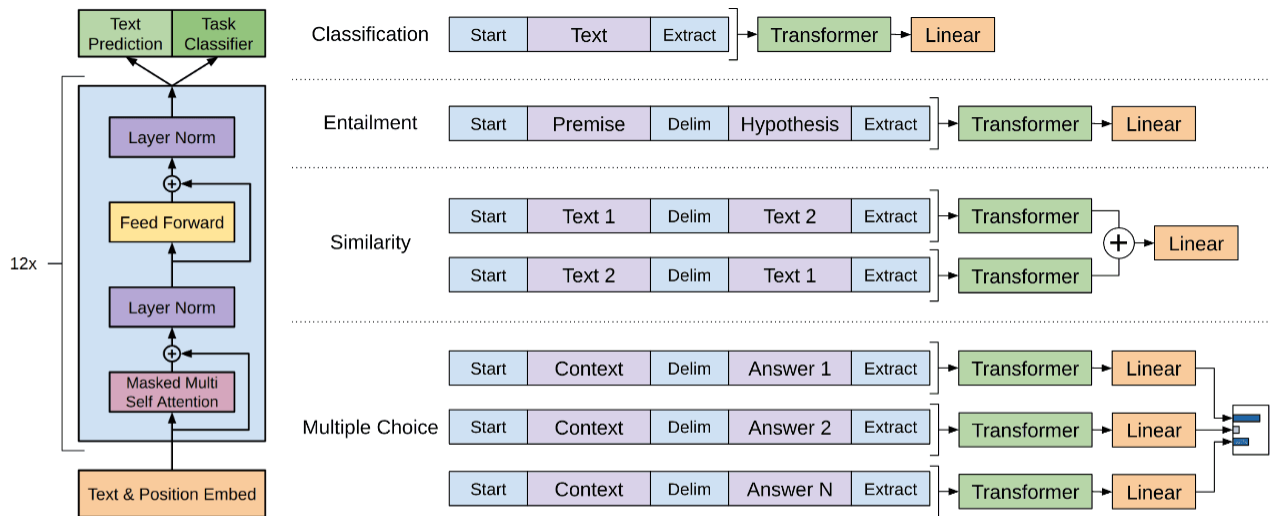 Text
Prediction
Task
Classifier
12x
Layer Norm
+
Feed Forward
Layer Norm
+
Masked Multi
Self Attention
Text & Position Embed
Classification
Start Text Extract Transformer Linear
Entailment
Start Premise Delim Hypothesis Extract Transformer Linear
Similarity
Start Text 1 Delim Text 2 Extract Transformer
+ Linear
Start Text 2 Delim Text 1 Extract Transformer
Multiple Choice
Start Context Delim Answer 1 Extract Transformer Linear
Start Context Delim Answer 2 Extract Transformer Linear
Start Context Delim Answer N Extract Transformer Linear